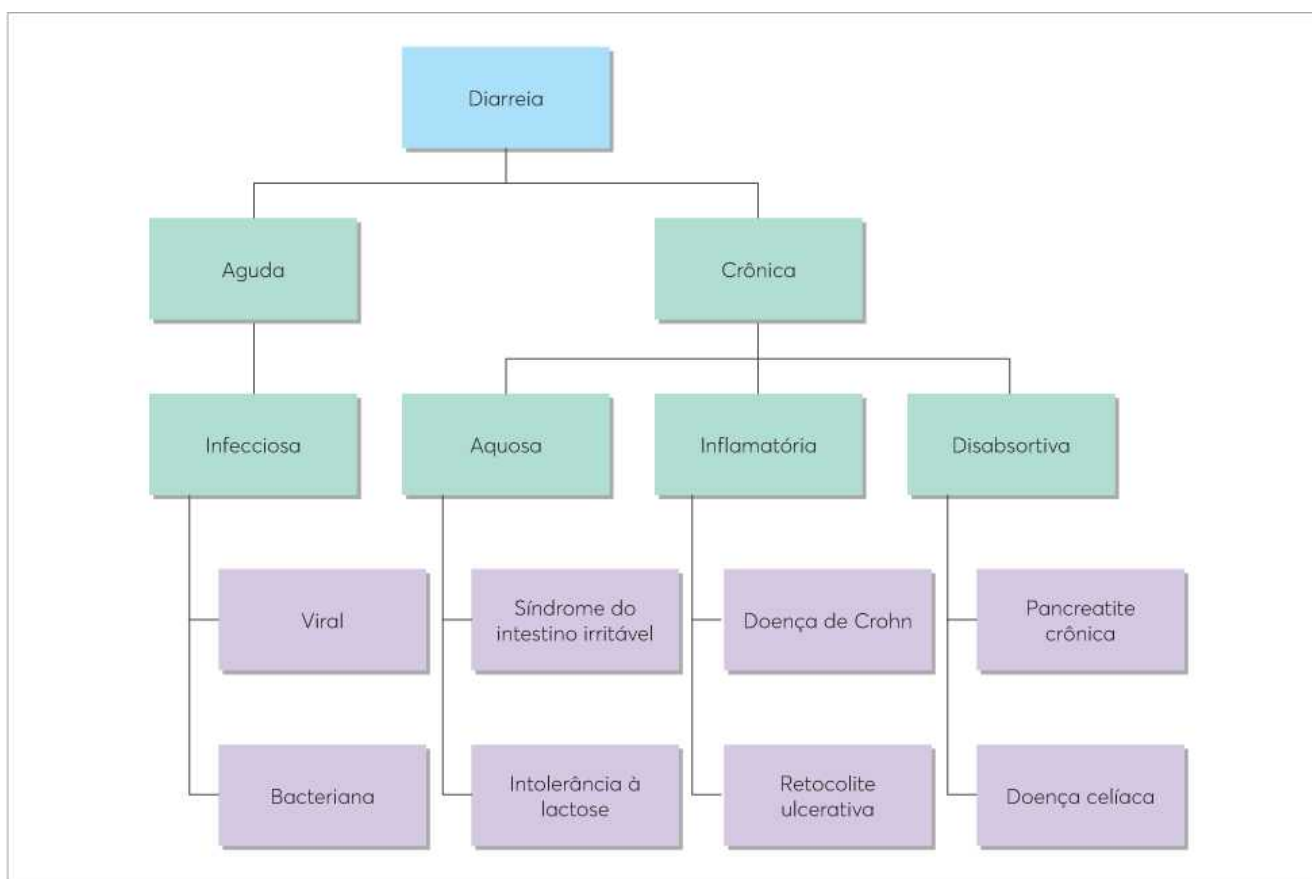 Diarreia
Aguda
Crônica
Infecciosa
Aquosa
Inflamatória
Disabsortiva
Viral
Síndrome do
intestino irritável
Doença de Crohn
Pancreatite
crônica
Bacteriana
Intolerância à
lactose
Retocolite
ulcerativa
Doença celíaca